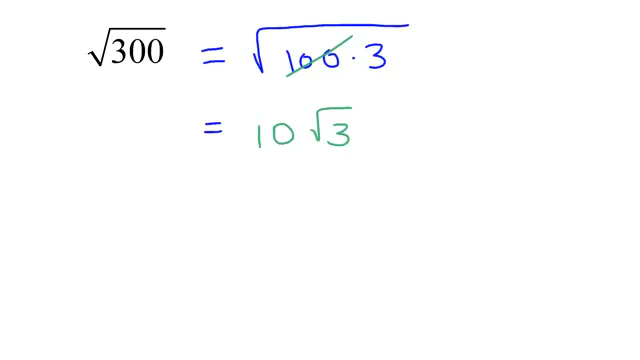 √300 = √100 · 3
= 10 √3